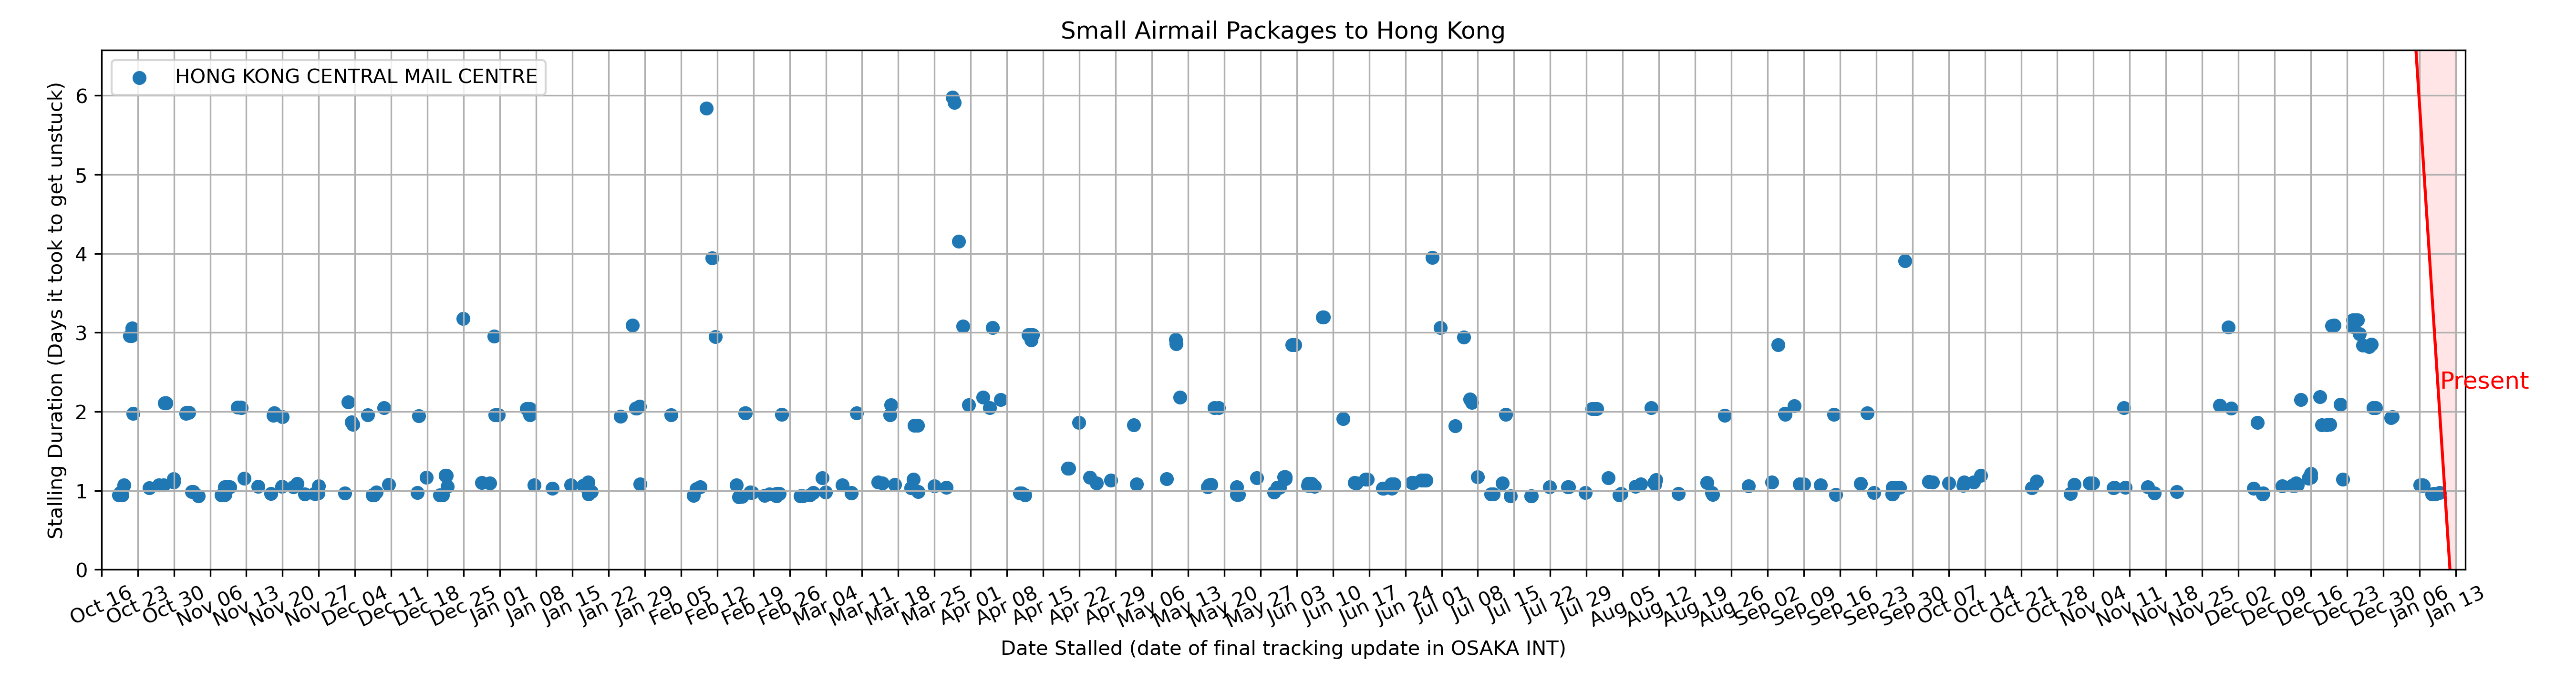 Small Airmail Packages to Hong Kong
HONG KONG CENTRAL MAIL CENTRE
Stalling Duration (Days it took to get unstuck)
6
5
4
3
2
1
0
Present
Oct 16 Oct 23 Oct 30 Nov 06 Nov 13 Nov 20 Nov 27 Dec 04 Dec 11 Dec 18 Dec 25 Jan 01 Jan 08 Jan 15 Jan 22 Jan 29 Feb 05 Feb 12 Feb 19 Feb 26 Mar 04 Mar 11 Mar 18 Mar 25 Apr 01 Apr 08 Apr 15 Apr 22 Apr 29 May 06 May 13 May 20 May 27 Jun 03 Jun 10 Jun 17 Jun 24 Jul 01 Jul 08 Jul 15 Jul 22 Jul 29 Aug 05 Aug 12 Aug 19 Aug 26 Sep 02 Sep 09 Sep 16 Sep 23 Sep 30 Oct 07 Oct 14 Oct 21 Oct 28 Nov 04 Nov 11 Nov 18 Nov 25 Dec 02 Dec 09 Dec 16 Dec 23 Dec 30 Jan 06 Jan 13
Date Stalled (date of final tracking update in OSAKA INT)